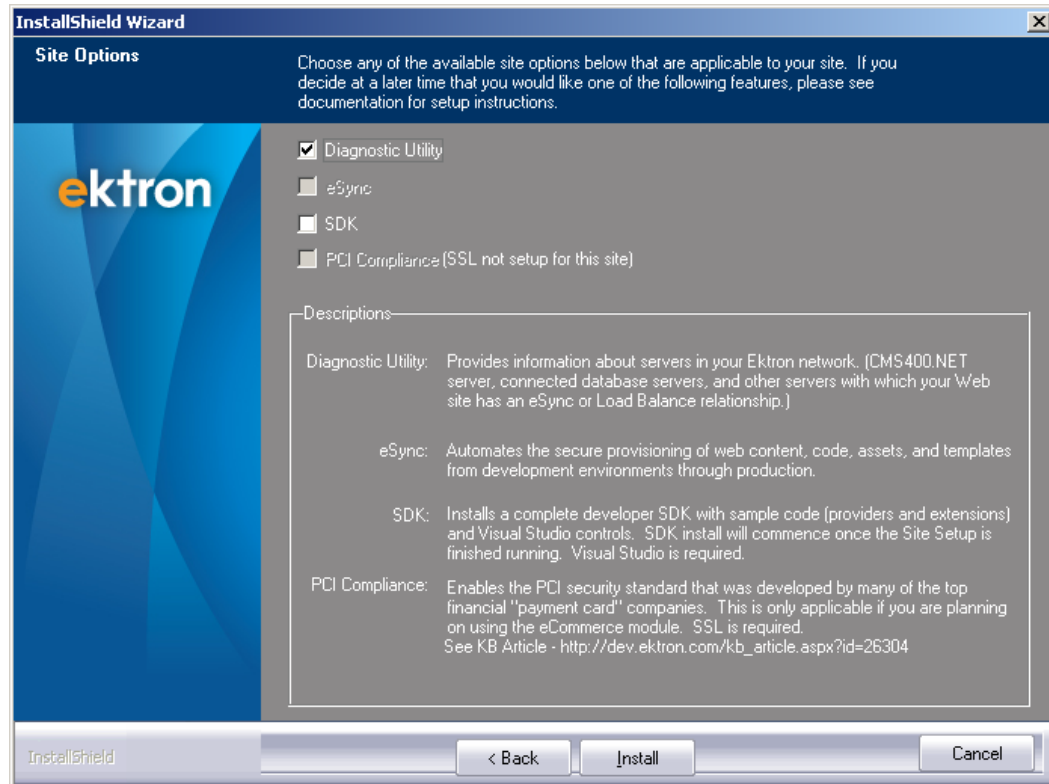 InstallShield Wizard
Site Options
Choose any of the available site options below that are applicable to your site. If you
decide at a later time that you would like one of the following features, please see
documentation for setup instructions.
ektron
Diagnostic Utility
eSync
SDK
PCI Compliance (SSL not setup for this site)
Descriptions
Diagnostic Utility: Provides information about servers in your Ektron network. (CMS400.NET
server, connected database servers, and other servers with which your Web
site has an eSync or Load Balance relationship.)
eSync: Automates the secure provisioning of web content, code, assets, and templates
from development environments through production.
SDK: Installs a complete developer SDK with sample code (providers and extensions)
and Visual Studio controls. SDK install will commence once the Site Setup is
finished running. Visual Studio is required.
PCI Compliance: Enables the PCI security standard that was developed by many of the top
financial "payment card" companies. This is only applicable if you are planning
on using the eCommerce module. SSL is required.
See KB Article - http://dev.ektron.com/kb_article.aspx?id=26304
InstallShield
< Back
Install
Cancel